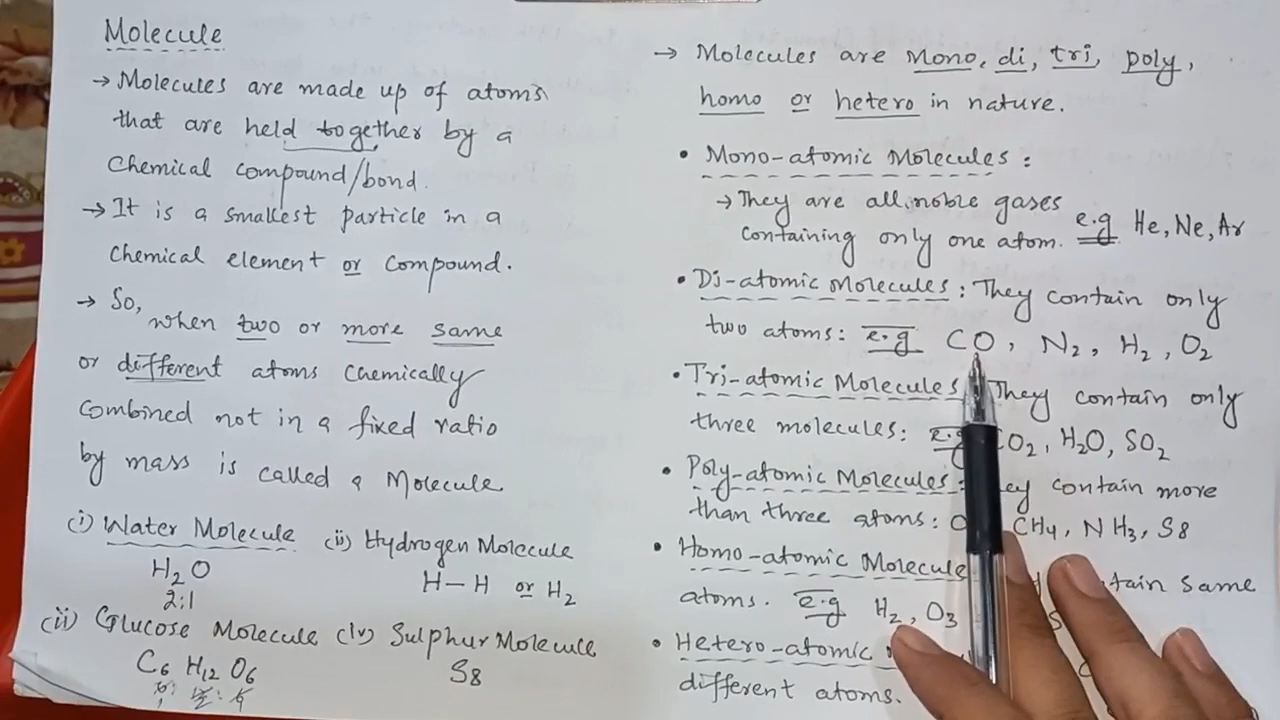 Molecule
→ Molecules are made up of atoms
that are held together by a
chemical compound/bond.
→ It is a smallest particle in a
chemical element or compound.
→ So,
when two or more same
or different atoms chemically
combined not in a fixed ratio
by mass is called a Molecule
(i) Water Molecule (ii) Hydrogen Molecule
H2O H–H or H2
2:1
(ii) Glucose Molecule (iv) Sulphur Molecule
C6 H12 O6 S8
→ Molecules are Mono, di, tri, poly,
homo or hetero in nature.
• Mono-atomic Molecules:
→ They are all noble gases
containing only one atom. e.g He, Ne, Ar
• Di-atomic Molecules: They contain only
two atoms: e.g CO, N2, H2, O2
• Tri-atomic Molecules They contain only
three molecules: e.g CO2, H2O, SO2
• Poly-atomic Molecules: contain more
than three atoms: CH4, NH3, S8
• Homo-atomic Molecule same
atoms. e.g H2, O3
• Hetero-atomic
different atoms.